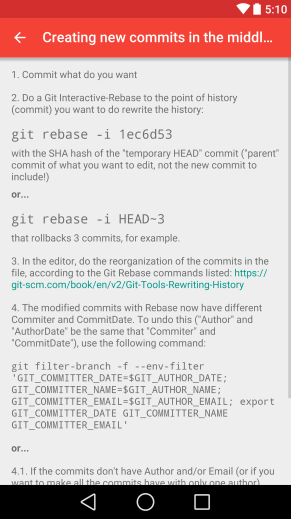 5:10
Creating new commits in the middl...
1. Commit what do you want
2. Do a Git Interactive-Rebase to the point of history
(commit) you want to do rewrite the history:
git rebase -i 1ec6d53
with the SHA hash of the "temporary HEAD" commit ("parent"
commit of what you want to edit, not the new commit to
include!)
or...
git rebase -i HEAD~3
that rollbacks 3 commits, for example.
3. In the editor, do the reorganization of the commits in the
file, according to the Git Rebase commands listed: https://
git-scm.com/book/en/v2/Git-Tools-Rewriting-History
4. The modified commits with Rebase now have different
Commiter and CommitDate. To undo this ("Author" and
"AuthorDate" be the same that "Commiter" and
"CommitDate"), use the following command:
git filter-branch -f --env-filter
'GIT_COMMITTER_DATE=$GIT_AUTHOR_DATE;
GIT_COMMITTER_NAME=$GIT_AUTHOR_NAME;
GIT_COMMITTER_EMAIL=$GIT_AUTHOR_EMAIL; export
GIT_COMMITTER_DATE GIT_COMMITTER_NAME
GIT_COMMITTER_EMAIL'
or...
4.1. If the commits don't have Author and/or Email (or if you
want to make all the commits have with only one author)